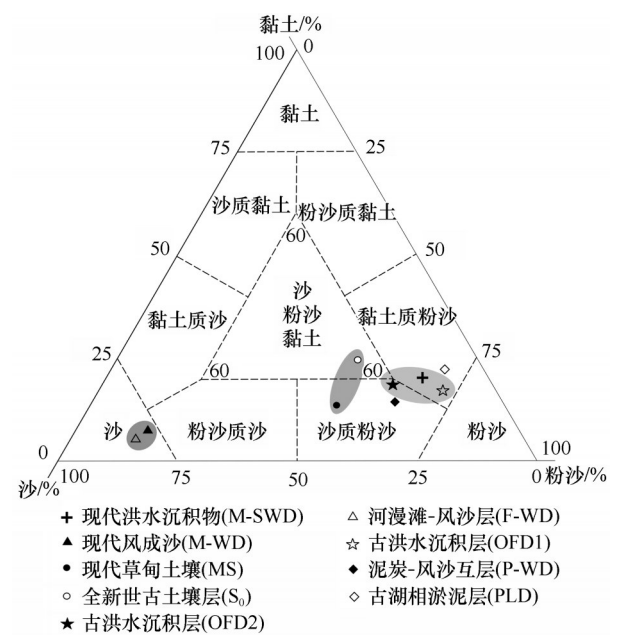 黏土/%
100 0
黏土
75 25
沙质黏土 粉沙质黏土
60
50 50
沙
粉沙
黏土
黏土质沙 黏土质粉沙
25 75
60 60
沙 粉沙质沙 沙质粉沙 粉沙
0 100
沙/% 100 75 50 25 0 粉沙/%
+ 现代洪水沉积物(M-SWD) △ 河漫滩-风沙层(F-WD)
▲ 现代风成沙(M-WD) ☆ 古洪水沉积层(OFD1)
● 现代草甸土壤(MS) ◆ 泥炭-风沙互层(P-WD)
○ 全新世古土壤层(S₀) ◇ 古湖相淤泥层(PLD)
★ 古洪水沉积层(OFD2)